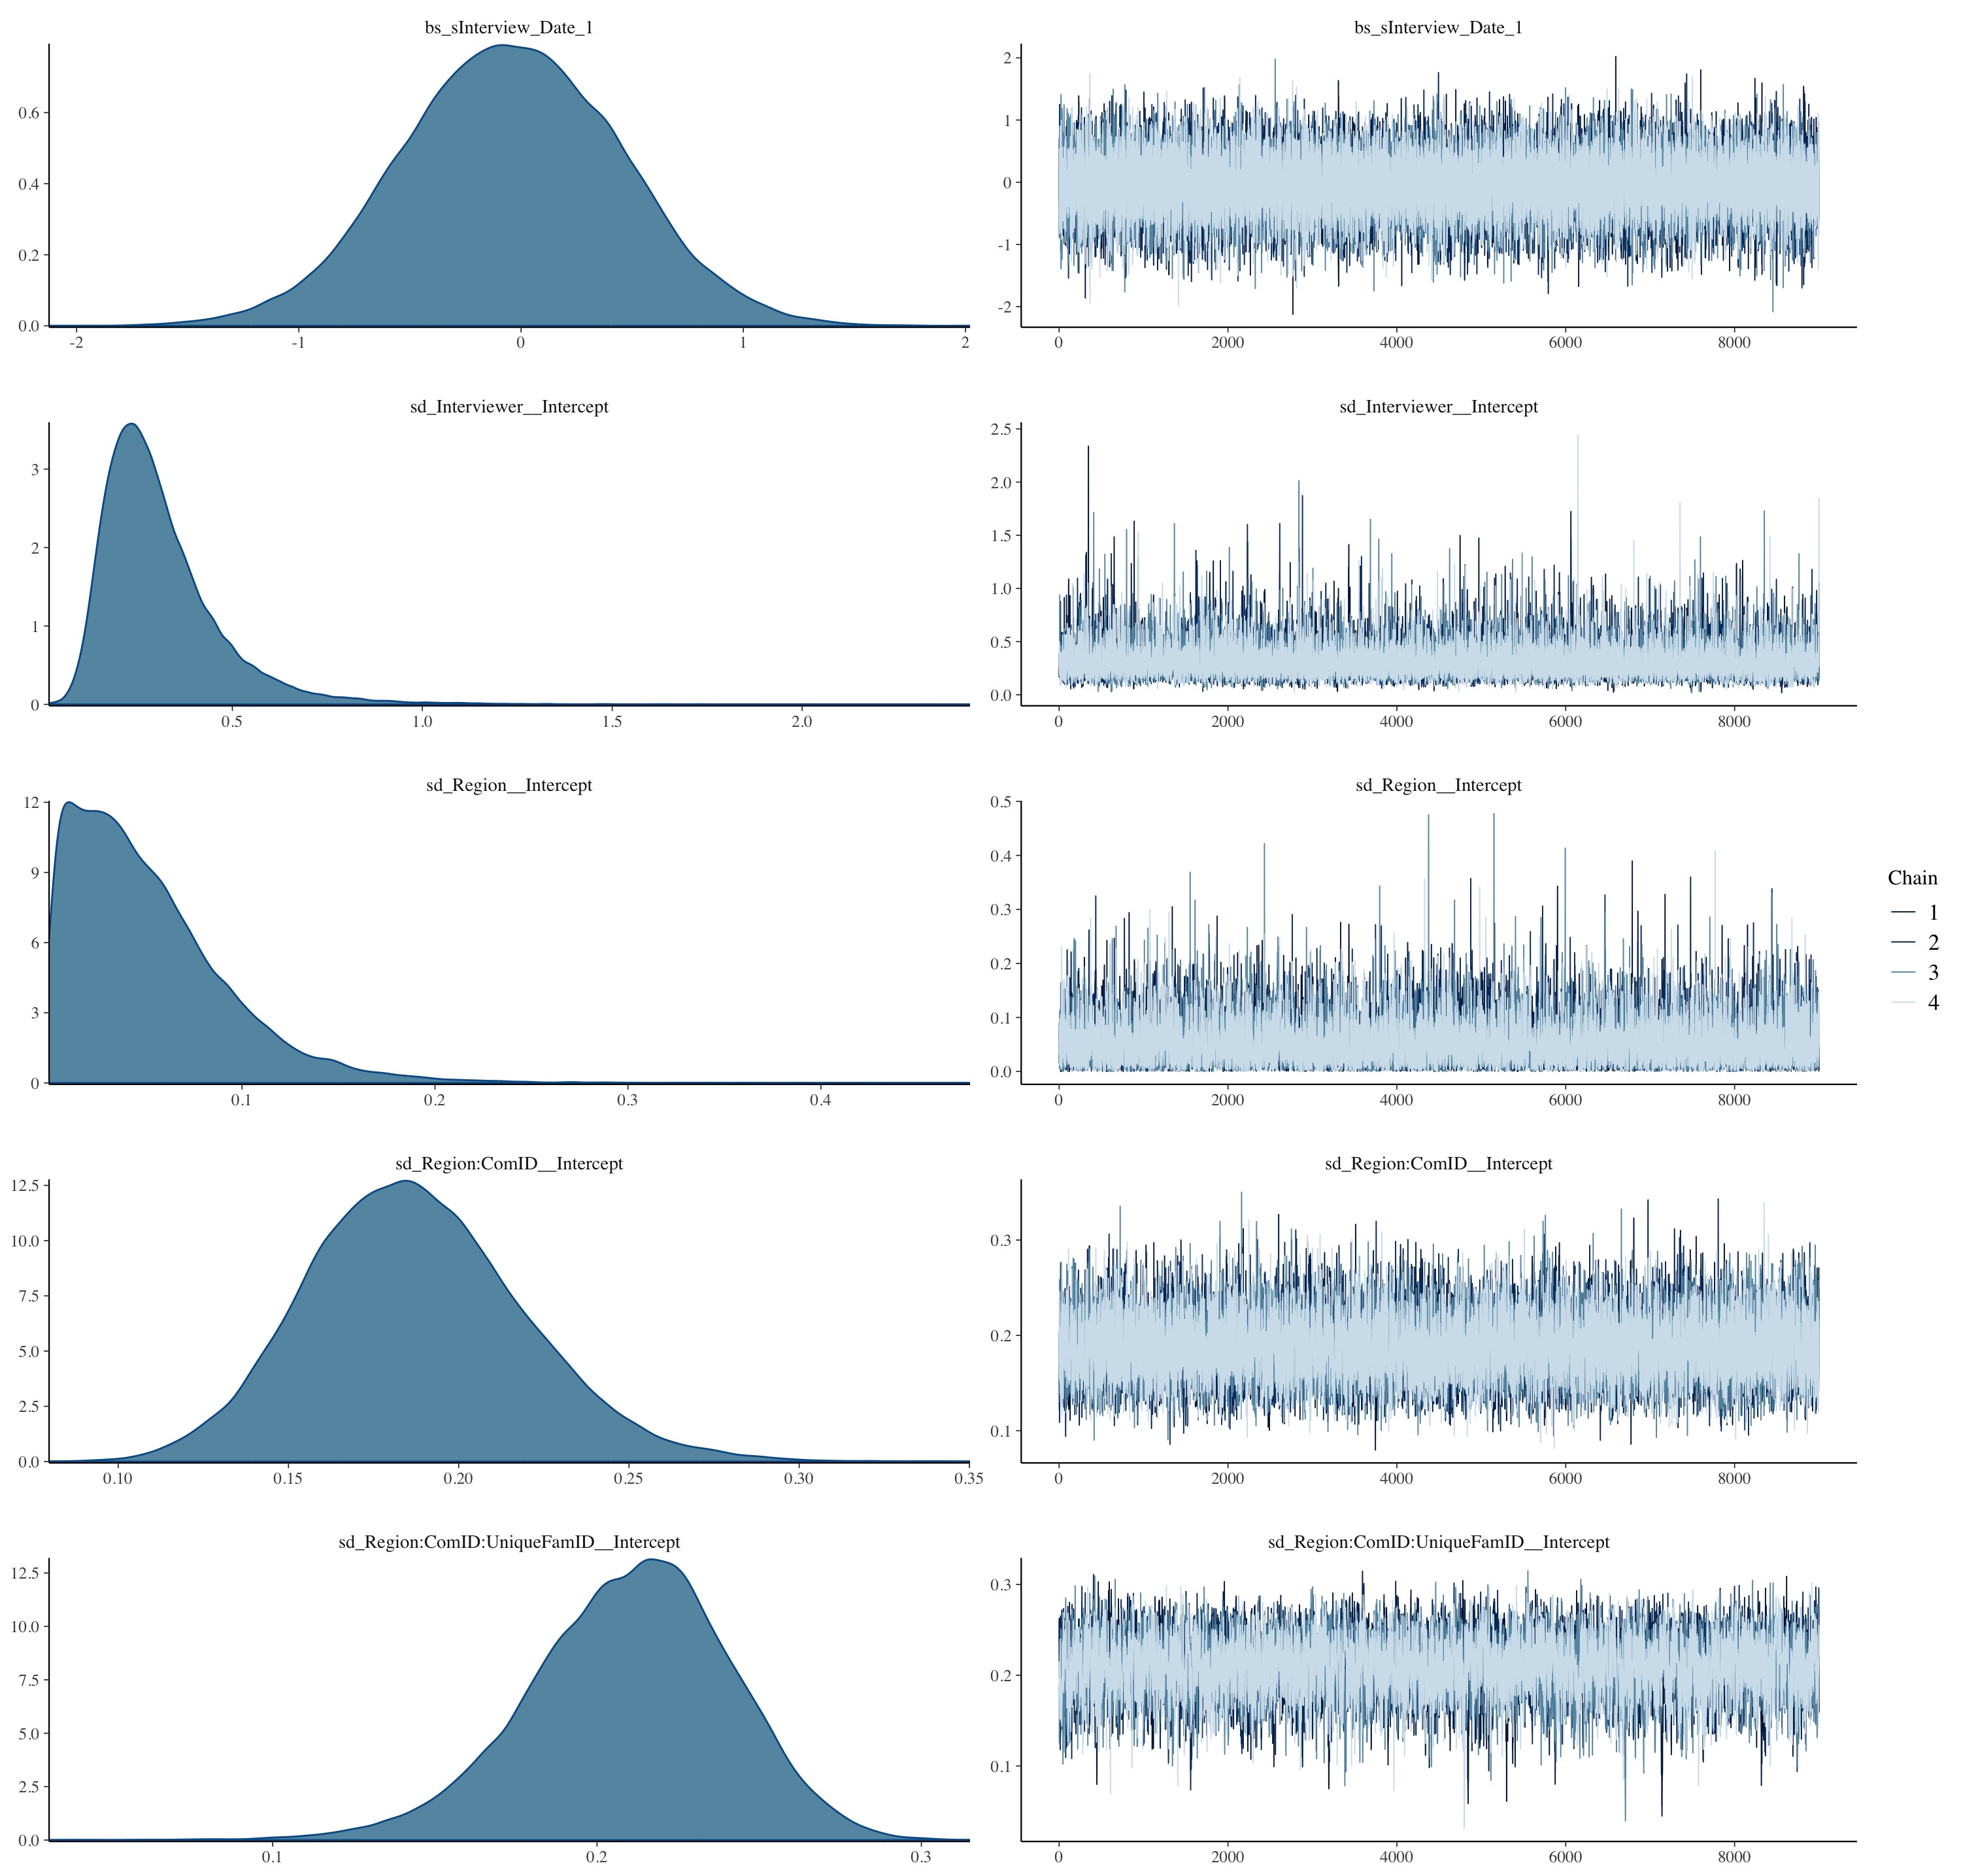 bs_sInterview_Date_1
0.0 0.2 0.4 0.6
-2 -1 0 1 2
bs_sInterview_Date_1
-2 -1 0 1 2
0 2000 4000 6000 8000
sd_Interviewer__Intercept
0 1 2 3
0.5 1.0 1.5 2.0
sd_Interviewer__Intercept
0.0 0.5 1.0 1.5 2.0 2.5
0 2000 4000 6000 8000
sd_Region__Intercept
0 3 6 9 12
0.1 0.2 0.3 0.4
sd_Region__Intercept
0.0 0.1 0.2 0.3 0.4 0.5
0 2000 4000 6000 8000
Chain
1
2
3
4
sd_Region:ComID__Intercept
0.0 2.5 5.0 7.5 10.0 12.5
0.10 0.15 0.20 0.25 0.30 0.35
sd_Region:ComID__Intercept
0.1 0.2 0.3
0 2000 4000 6000 8000
sd_Region:ComID:UniqueFamID__Intercept
0.0 2.5 5.0 7.5 10.0 12.5
0.1 0.2 0.3
sd_Region:ComID:UniqueFamID__Intercept
0.1 0.2 0.3
0 2000 4000 6000 8000